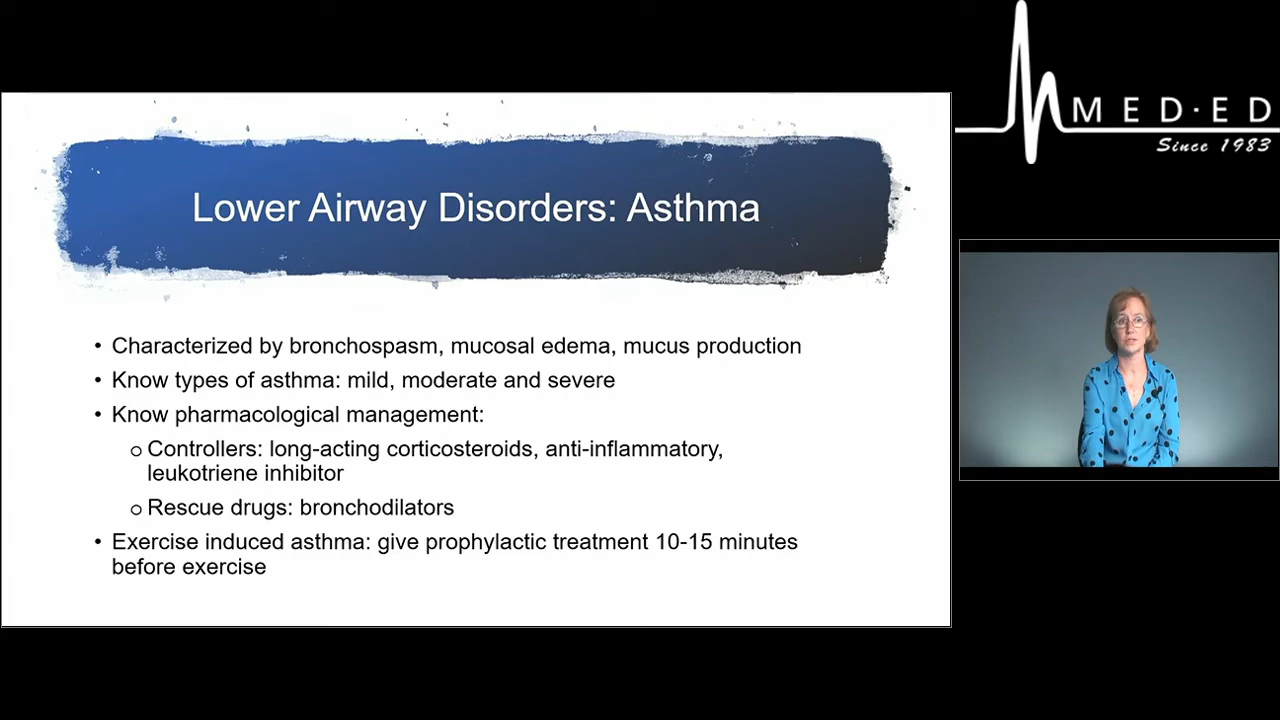 MED·ED
Since 1983
Lower Airway Disorders: Asthma
• Characterized by bronchospasm, mucosal edema, mucus production
• Know types of asthma: mild, moderate and severe
• Know pharmacological management:
o Controllers: long-acting corticosteroids, anti-inflammatory,
leukotriene inhibitor
o Rescue drugs: bronchodilators
• Exercise induced asthma: give prophylactic treatment 10-15 minutes
before exercise